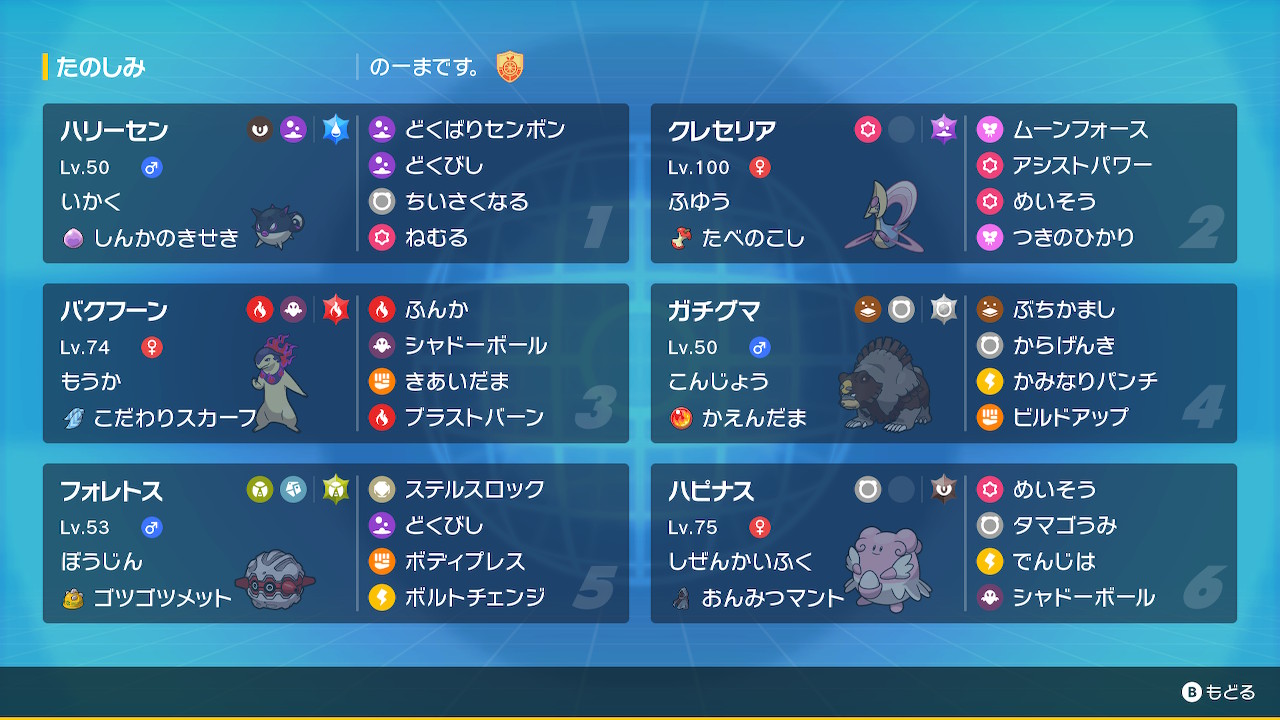 たのしみ
のーまです。
ハリーセン
Lv.50
いかく
しんかのきせき
どくばりセンボン
どくびし
ちいさくなる
ねむる
1
クレセリア
Lv.100
ふゆう
たべのこし
ムーンフォース
アシストパワー
めいそう
つきのひかり
2
バクフーン
Lv.74
もうか
こだわりスカーフ
ふんか
シャドーボール
きあいだま
ブラストバーン
3
ガチグマ
Lv.50
こんじょう
かえんだま
ぶちかまし
からげんき
かみなりパンチ
ビルドアップ
4
フォレトス
Lv.53
ぼうじん
ゴツゴツメット
ステルスロック
どくびし
ボディプレス
ボルトチェンジ
5
ハピナス
Lv.75
しぜんかいふく
おんみつマント
めいそう
タマゴうみ
でんじは
シャドーボール
6
B もどる